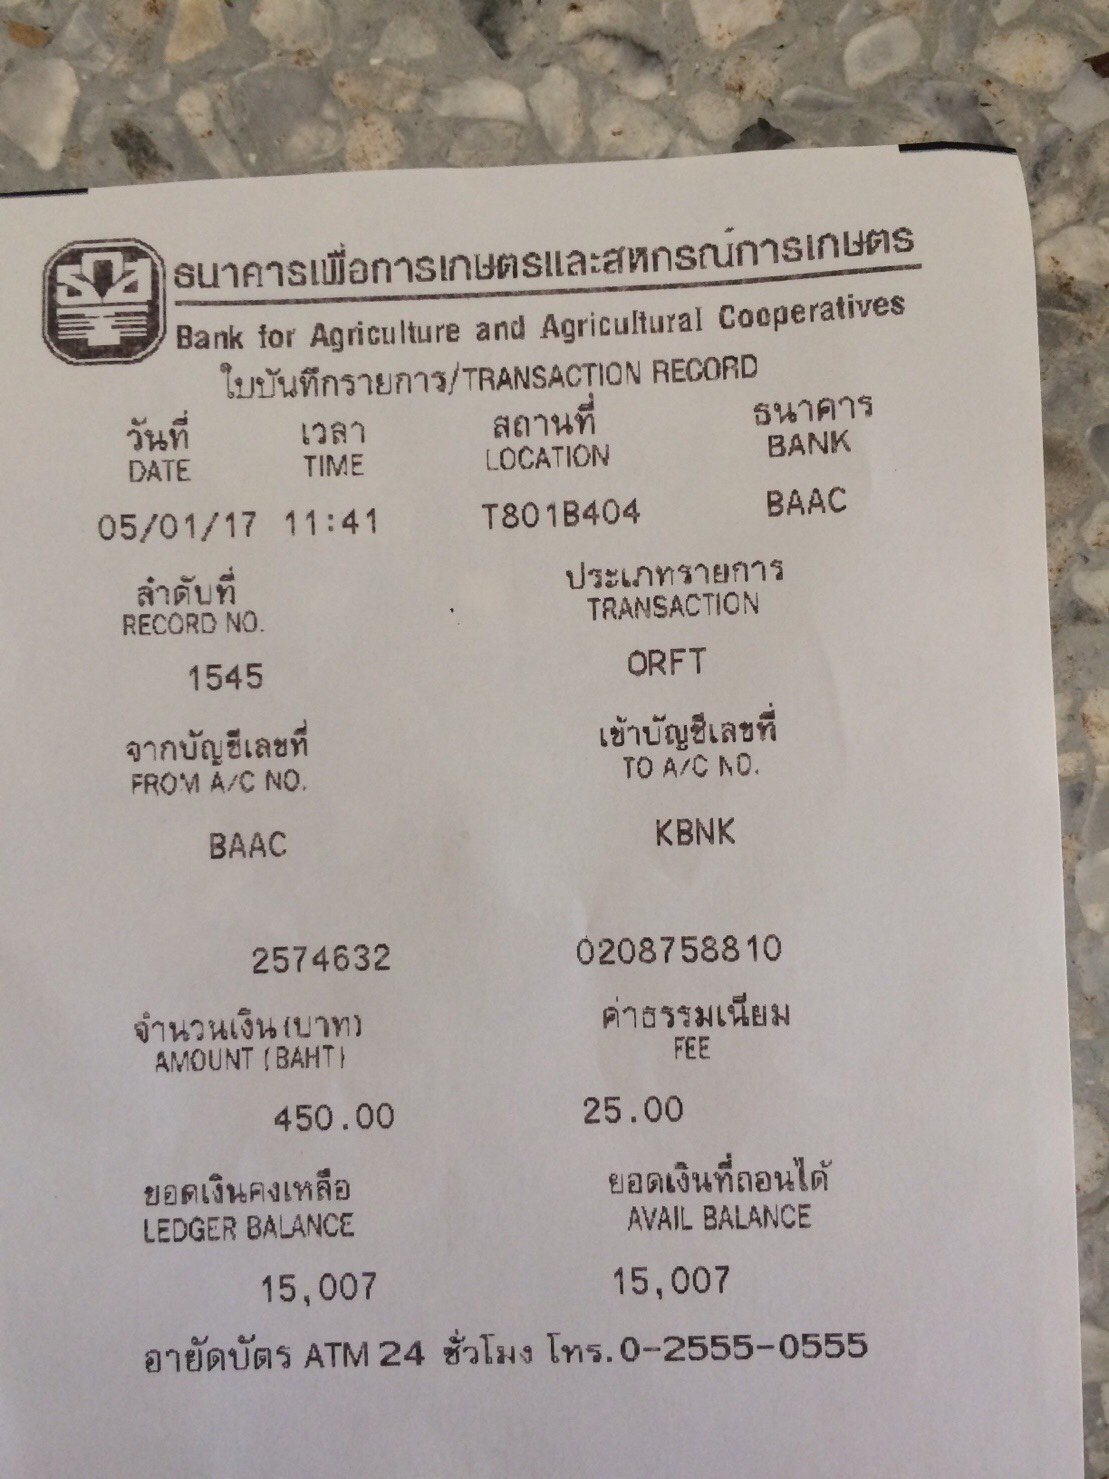 ธนาคารเพื่อการเกษตรและสหกรณ์การเกษตร
Bank for Agriculture and Agricultural Cooperatives
ใบบันทึกรายการ/TRANSACTION RECORD
วันที่ เวลา สถานที่ ธนาคาร
DATE TIME LOCATION BANK
05/01/17 11:41 T801B404 BAAC
ลำดับที่ ประเภทรายการ
RECORD NO. TRANSACTION
1545 ORFT
จากบัญชีเลขที่ เข้าบัญชีเลขที่
FROM A/C NO. TO A/C NO.
BAAC KBNK
2574632 0208758810
จำนวนเงิน(บาท) ค่าธรรมเนียม
AMOUNT (BAHT) FEE
450.00 25.00
ยอดเงินคงเหลือ ยอดเงินที่ถอนได้
LEDGER BALANCE AVAIL BALANCE
15,007 15,007
อายัดบัตร ATM 24 ชั่วโมง โทร.0-2555-0555